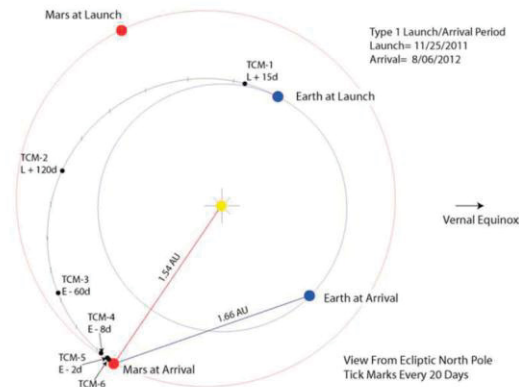 Mars at Launch
Type 1 Launch/Arrival Period
Launch= 11/25/2011
Arrival= 8/06/2012
TCM-1
L + 15d
Earth at Launch
TCM-2
L + 120d
Vernal Equinox
1.54 AU
TCM-3
E - 60d
Earth at Arrival
1.66 AU
TCM-4
E - 8d
TCM-5
E - 2d
Mars at Arrival
TCM-6
View From Ecliptic North Pole
Tick Marks Every 20 Days